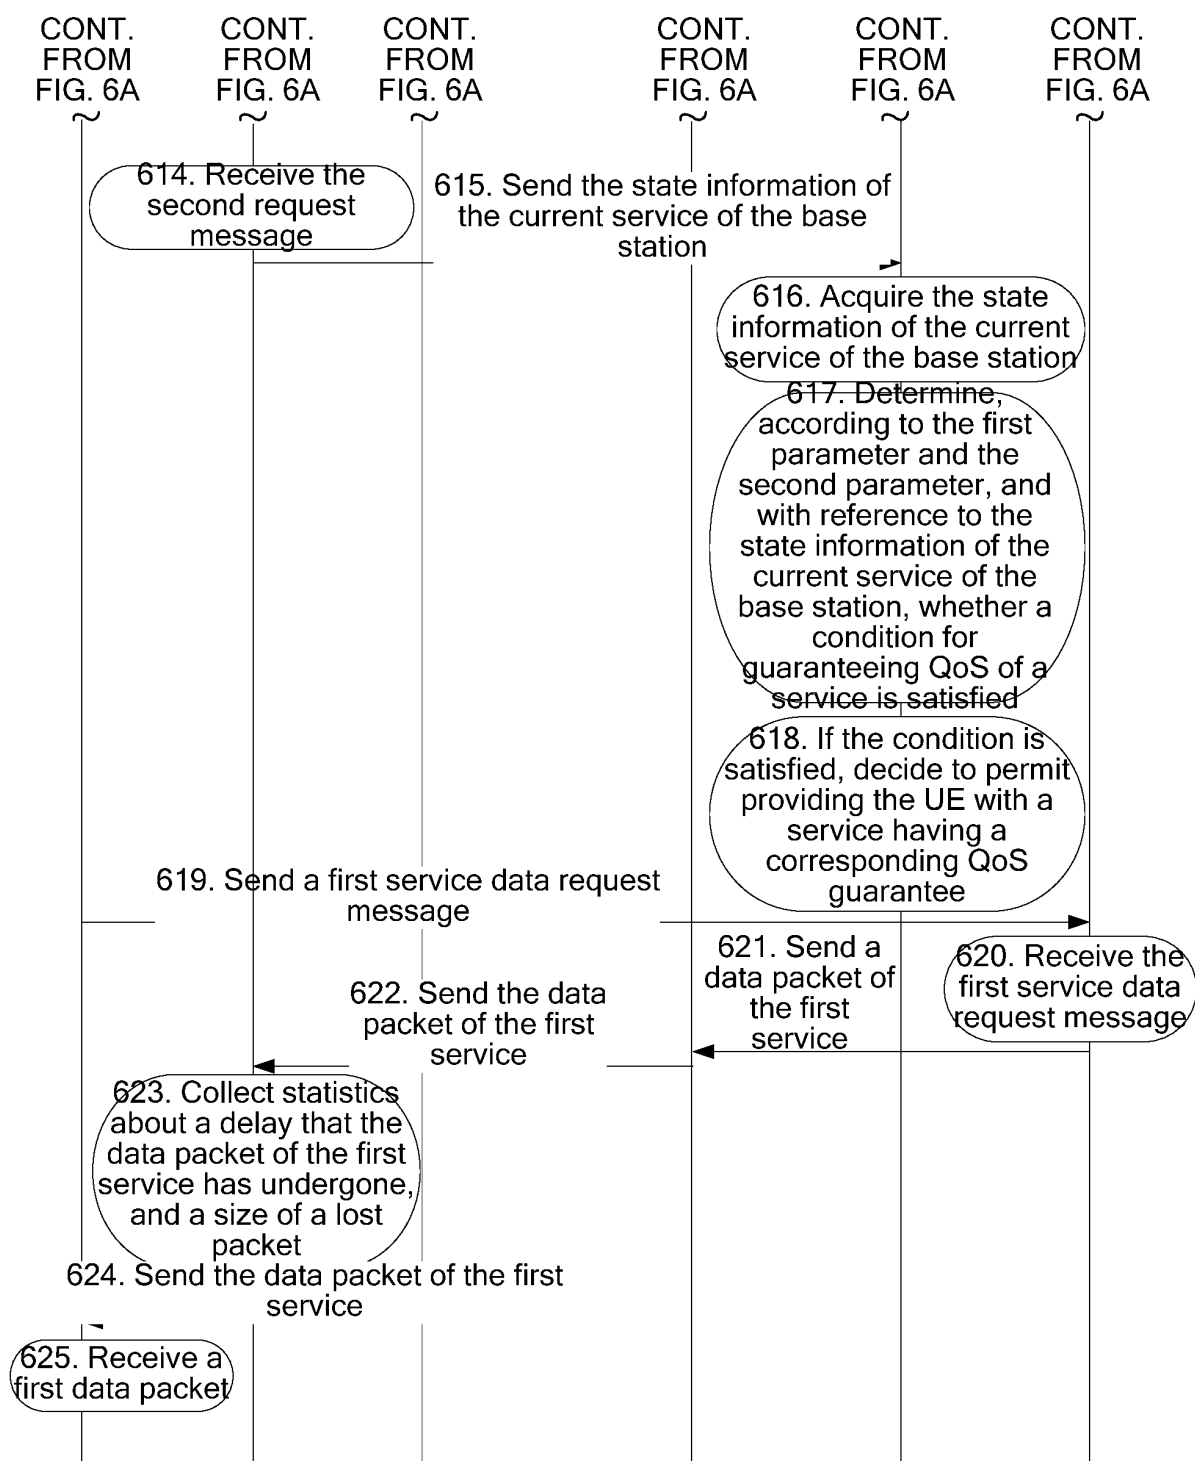 CONT. FROM FIG. 6A
CONT. FROM FIG. 6A
CONT. FROM FIG. 6A
CONT. FROM FIG. 6A
CONT. FROM FIG. 6A
CONT. FROM FIG. 6A
614. Receive the
second request
message
615. Send the state information of
the current service of the base
station
616. Acquire the state
information of the current
service of the base station
617. Determine,
according to the first
parameter and the
second parameter, and
with reference to the
state information of the
current service of the
base station, whether a
condition for
guaranteeing QoS of a
service is satisfied
618. If the condition is
satisfied, decide to permit
providing the UE with a
service having a
corresponding QoS
guarantee
619. Send a first service data request
message
620. Receive the
first service data
request message
621. Send a
data packet of
the first
service
622. Send the data
packet of the first
service
623. Collect statistics
about a delay that the
data packet of the first
service has undergone,
and a size of a lost
packet
624. Send the data packet of the first
service
625. Receive a
first data packet